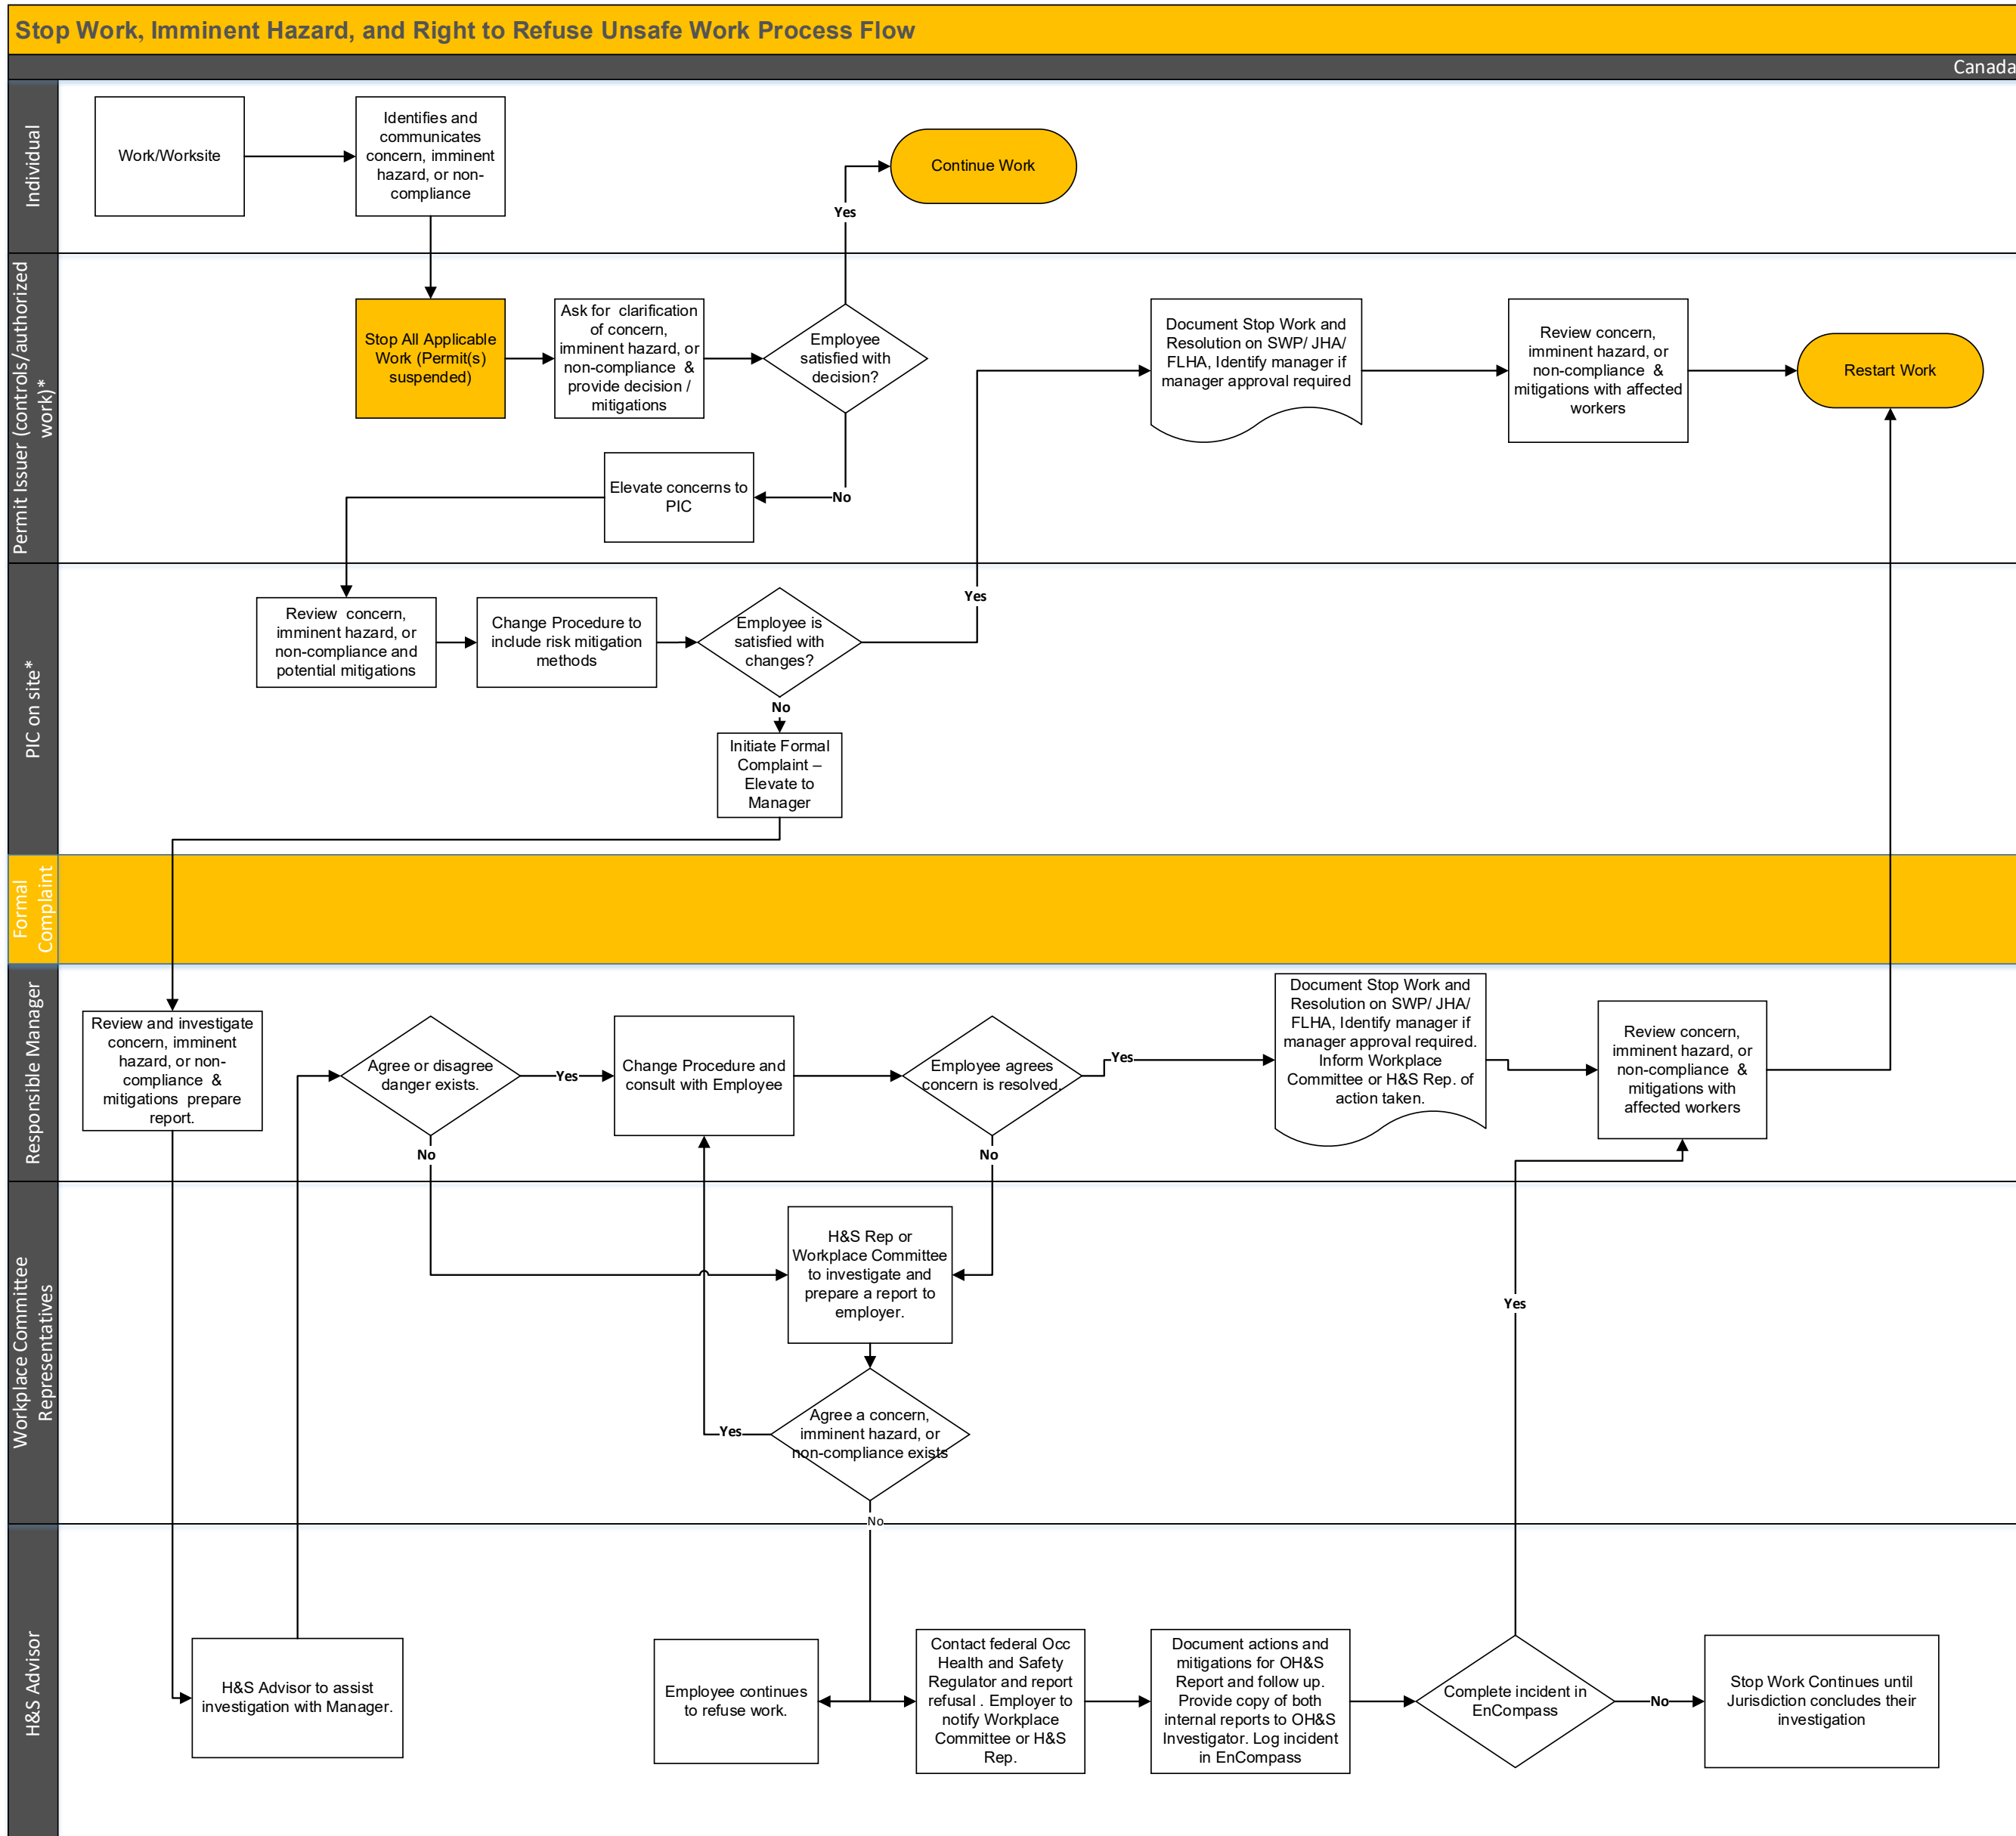 Stop Work, Imminent Hazard, and Right to Refuse Unsafe Work Process Flow
Canada
Individual
Work/Worksite
Identifies and
communicates
concern, imminent
hazard, or non-
compliance
Continue Work
Yes
Permit Issuer (controls/authorized
work)*
Stop All Applicable
Work (Permit(s)
suspended)
Ask for clarification
of concern,
imminent hazard, or
non-compliance &
provide decision /
mitigations
Employee
satisfied with
decision?
Document Stop Work and
Resolution on SWP/ JHA/
FLHA, Identify manager if
manager approval required
Review concern,
imminent hazard, or
non-compliance &
mitigations with affected
workers
Restart Work
Elevate concerns to
PIC
No
PIC on site*
Review concern,
imminent hazard, or
non-compliance and
potential mitigations
Change Procedure to
include risk mitigation
methods
Employee is
satisfied with
changes?
Yes
No
Initiate Formal
Complaint –
Elevate to
Manager
Formal
Complaint
Responsible Manager
Review and investigate
concern, imminent
hazard, or non-
compliance &
mitigations prepare
report.
Agree or disagree
danger exists.
Yes
No
Change Procedure and
consult with Employee
Employee agrees
concern is resolved.
Yes
No
Document Stop Work and
Resolution on SWP/ JHA/
FLHA, Identify manager if
manager approval required.
Inform Workplace
Committee or H&S Rep. of
action taken.
Review concern,
imminent hazard, or
non-compliance &
mitigations with
affected workers
Workplace Committee
Representatives
H&S Rep or
Workplace Committee
to investigate and
prepare a report to
employer.
Yes
Agree a concern,
imminent hazard, or
non-compliance exists
Yes
No
H&S Advisor
H&S Advisor to assist
investigation with Manager.
Employee continues
to refuse work.
Contact federal Occ
Health and Safety
Regulator and report
refusal . Employer to
notify Workplace
Committee or H&S
Rep.
Document actions and
mitigations for OH&S
Report and follow up.
Provide copy of both
internal reports to OH&S
Investigator. Log incident
in EnCompass
Complete incident in
EnCompass
No
Stop Work Continues until
Jurisdiction concludes their
investigation